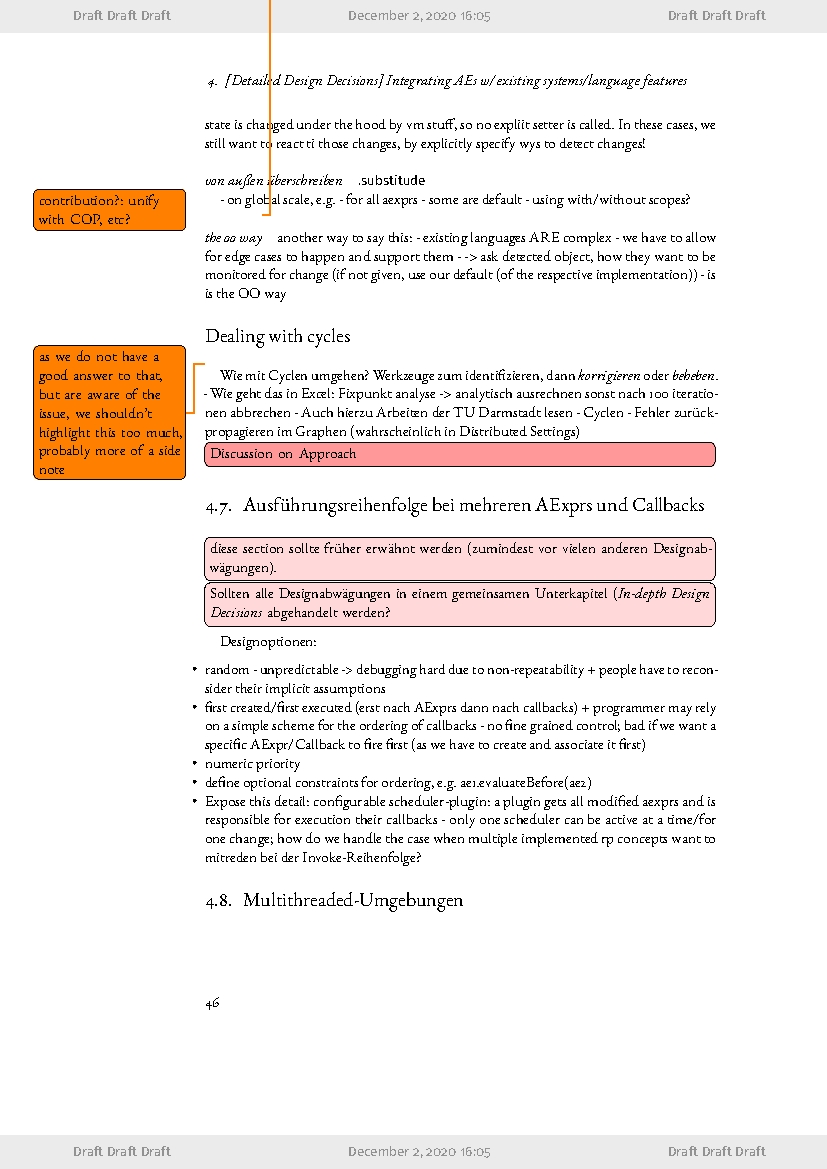 Draft Draft Draft December 2, 2020 16:05 Draft Draft Draft
4. [Detailed Design Decisions] Integrating AEs w/ existing systems/language features
state is changed under the hood by vm stuff, so no expliit setter is called. In these cases, we
still want to react ti those changes, by explicitly specify wys to detect changes!
von außen überschreiben .substitude
- on global scale, e.g. - for all aexprs - some are default - using with/without scopes?
contribution?: unify
with COP, etc?
the oo way another way to say this: - existing languages ARE complex - we have to allow
for edge cases to happen and support them - -> ask detected object, how they want to be
monitored for change (if not given, use our default (of the respective implementation)) - is
is the OO way
Dealing with cycles
as we do not have a
good answer to that,
but are aware of the
issue, we shouldn't
highlight this too much,
probably more of a side
note
Wie mit Cyclen umgehen? Werkzeuge zum identifizieren, dann korrigieren oder beheben.
- Wie geht das in Excel: Fixpunkt analyse -> analytisch ausrechnen sonst nach 100 iteratio-
nen abbrechen - Auch hierzu Arbeiten der TU Darmstadt lesen - Cyclen - Fehler zurück-
propagieren im Graphen (wahrscheinlich in Distributed Settings)
Discussion on Approach
4.7. Ausführungsreihenfolge bei mehreren AExprs und Callbacks
diese section sollte früher erwähnt werden (zumindest vor vielen anderen Designab-
wägungen).
Sollten alle Designabwägungen in einem gemeinsamen Unterkapitel (In-depth Design
Decisions abgehandelt werden?
Designoptionen:
• random - unpredictable -> debugging hard due to non-repeatability + people have to recon-
sider their implicit assumptions
• first created/first executed (erst nach AExprs dann nach callbacks) + programmer may rely
on a simple scheme for the ordering of callbacks - no fine grained control; bad if we want a
specific AExpr/Callback to fire first (as we have to create and associate it first)
• numeric priority
• define optional constraints for ordering, e.g. ae1.evaluateBefore(ae2)
• Expose this detail: configurable scheduler-plugin: a plugin gets all modified aexprs and is
responsible for execution their callbacks - only one scheduler can be active at a time/for
one change; how do we handle the case when multiple implemented rp concepts want to
mitreden bei der Invoke-Reihenfolge?
4.8. Multithreaded-Umgebungen
46
Draft Draft Draft December 2, 2020 16:05 Draft Draft Draft